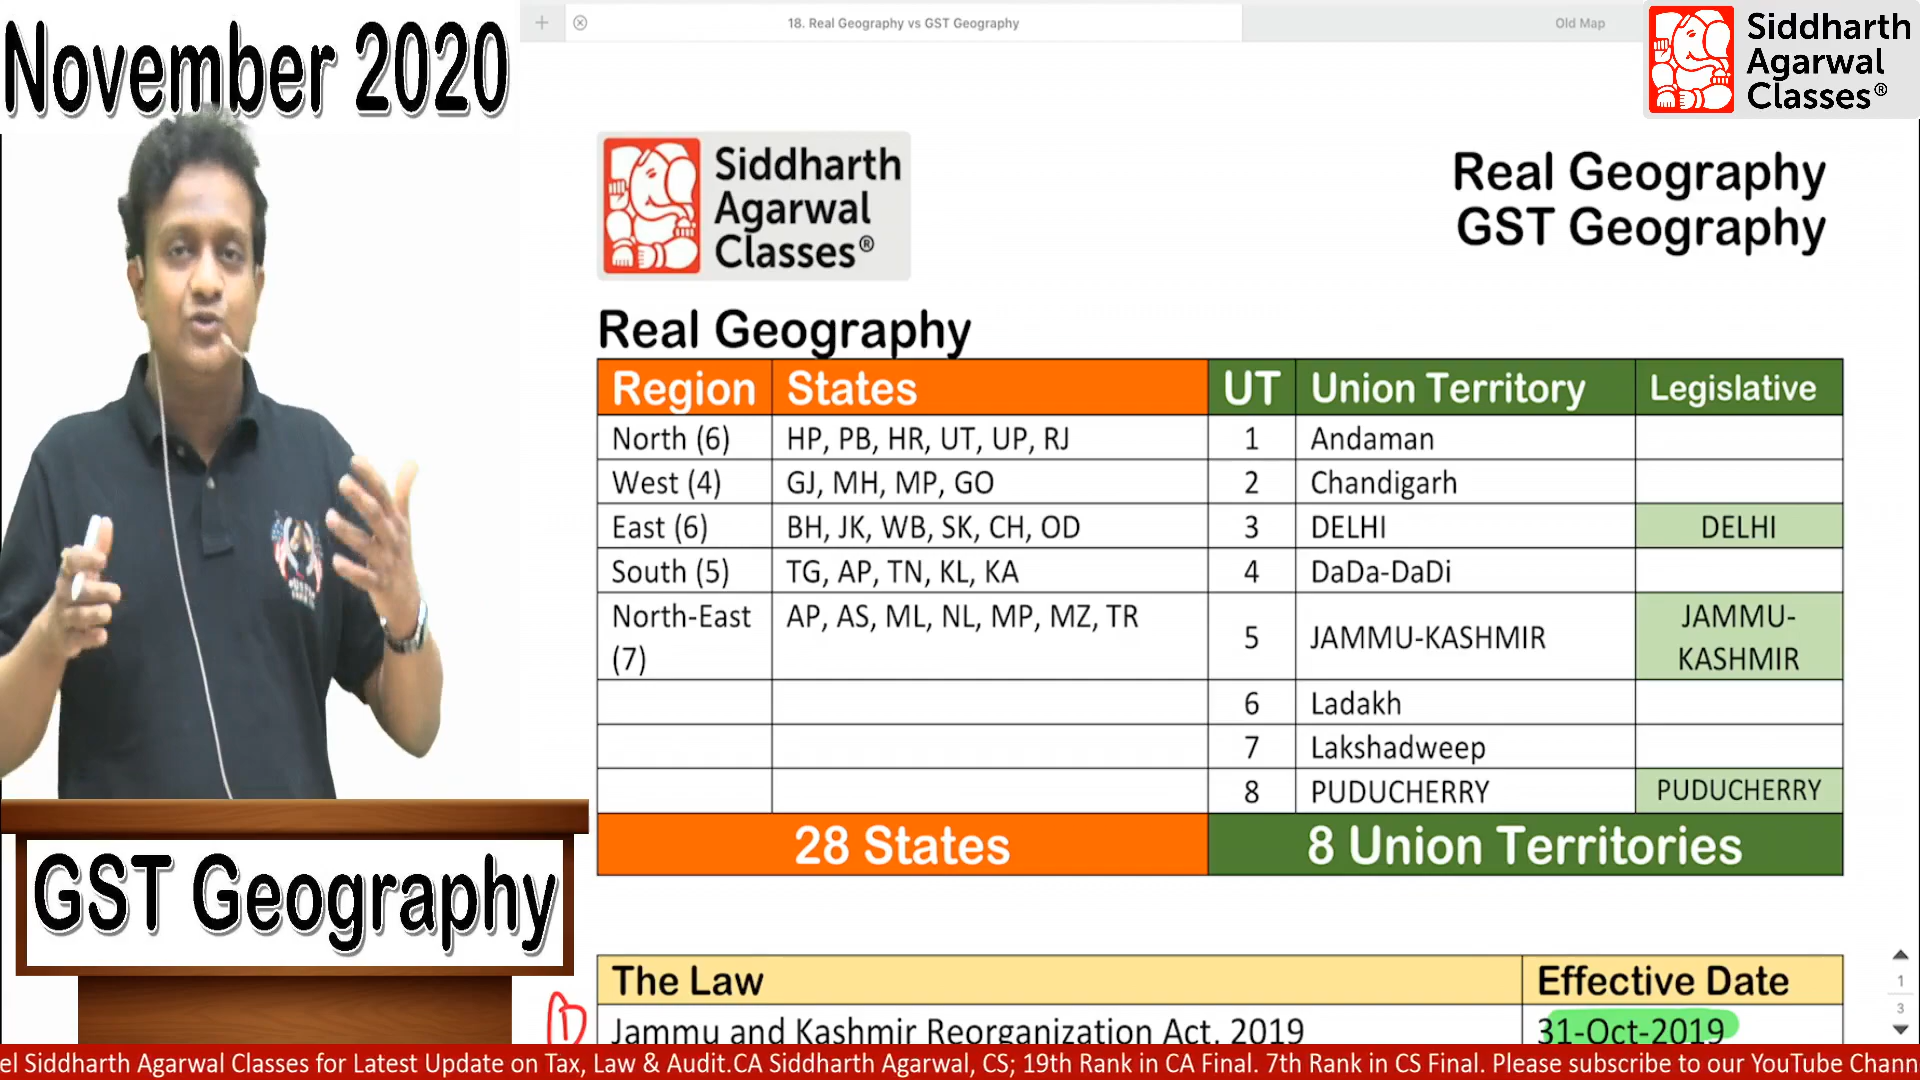 November 2020
18. Real Geography vs GST Geography
Old Map
Siddharth
Agarwal
Classes®
Siddharth
Agarwal
Classes®
Real Geography
GST Geography
Real Geography
Region States UT Union Territory Legislative
North (6) HP, PB, HR, UT, UP, RJ 1 Andaman
West (4) GJ, MH, MP, GO 2 Chandigarh
East (6) BH, JK, WB, SK, CH, OD 3 DELHI DELHI
South (5) TG, AP, TN, KL, KA 4 DaDa-DaDi
North-East AP, AS, ML, NL, MP, MZ, TR 5 JAMMU-KASHMIR JAMMU-
(7) KASHMIR
6 Ladakh
7 Lakshadweep
8 PUDUCHERRY PUDUCHERRY
28 States 8 Union Territories
GST Geography
The Law Effective Date
1
3
1 Jammu and Kashmir Reorganization Act, 2019 31-Oct-2019
el Siddharth Agarwal Classes for Latest Update on Tax, Law & Audit.CA Siddharth Agarwal, CS; 19th Rank in CA Final. 7th Rank in CS Final. Please subscribe to our YouTube Chann